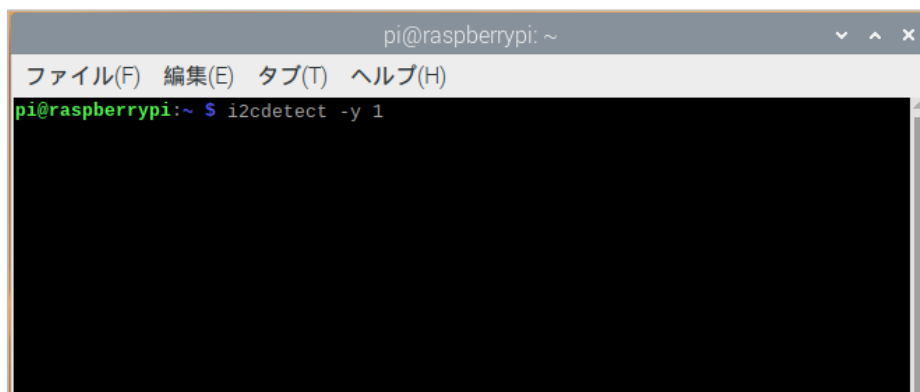 pi@raspberrypi: ~
ファイル(F) 編集(E) タブ(T) ヘルプ(H)
pi@raspberrypi:~ $ i2cdetect -y 1